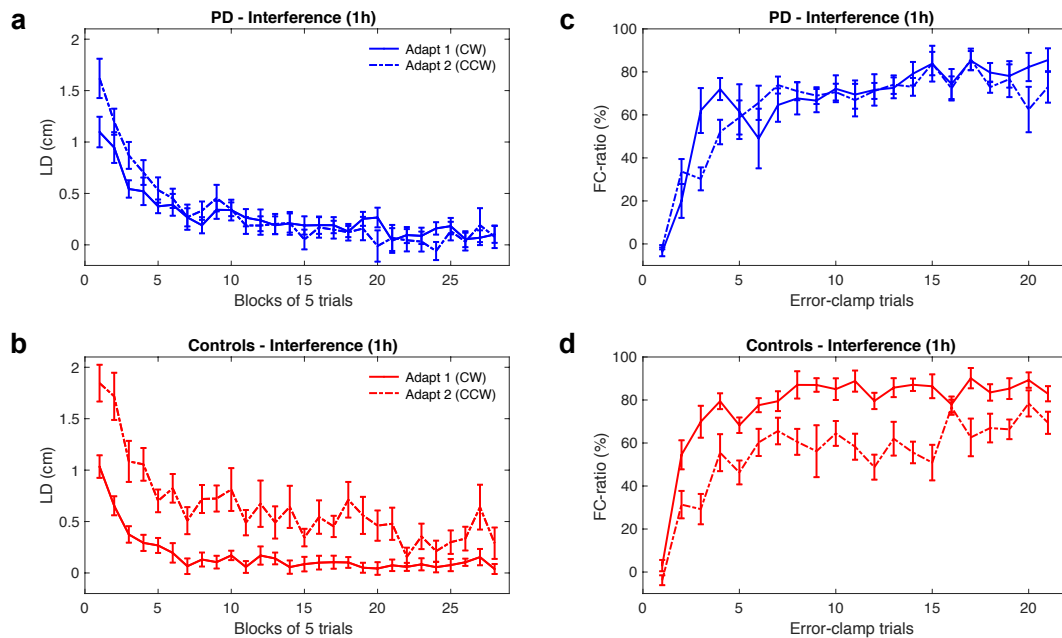 a
PD - Interference (1h)
2
1.5
1
0.5
0
LD (cm)
Adapt 1 (CW)
Adapt 2 (CCW)
0 5 10 15 20 25
Blocks of 5 trials
c
PD - Interference (1h)
100
80
60
40
20
0
FC-ratio (%)
0 5 10 15 20
Error-clamp trials
b
Controls - Interference (1h)
2
1.5
1
0.5
0
LD (cm)
Adapt 1 (CW)
Adapt 2 (CCW)
0 5 10 15 20 25
Blocks of 5 trials
d
Controls - Interference (1h)
100
80
60
40
20
0
FC-ratio (%)
0 5 10 15 20
Error-clamp trials